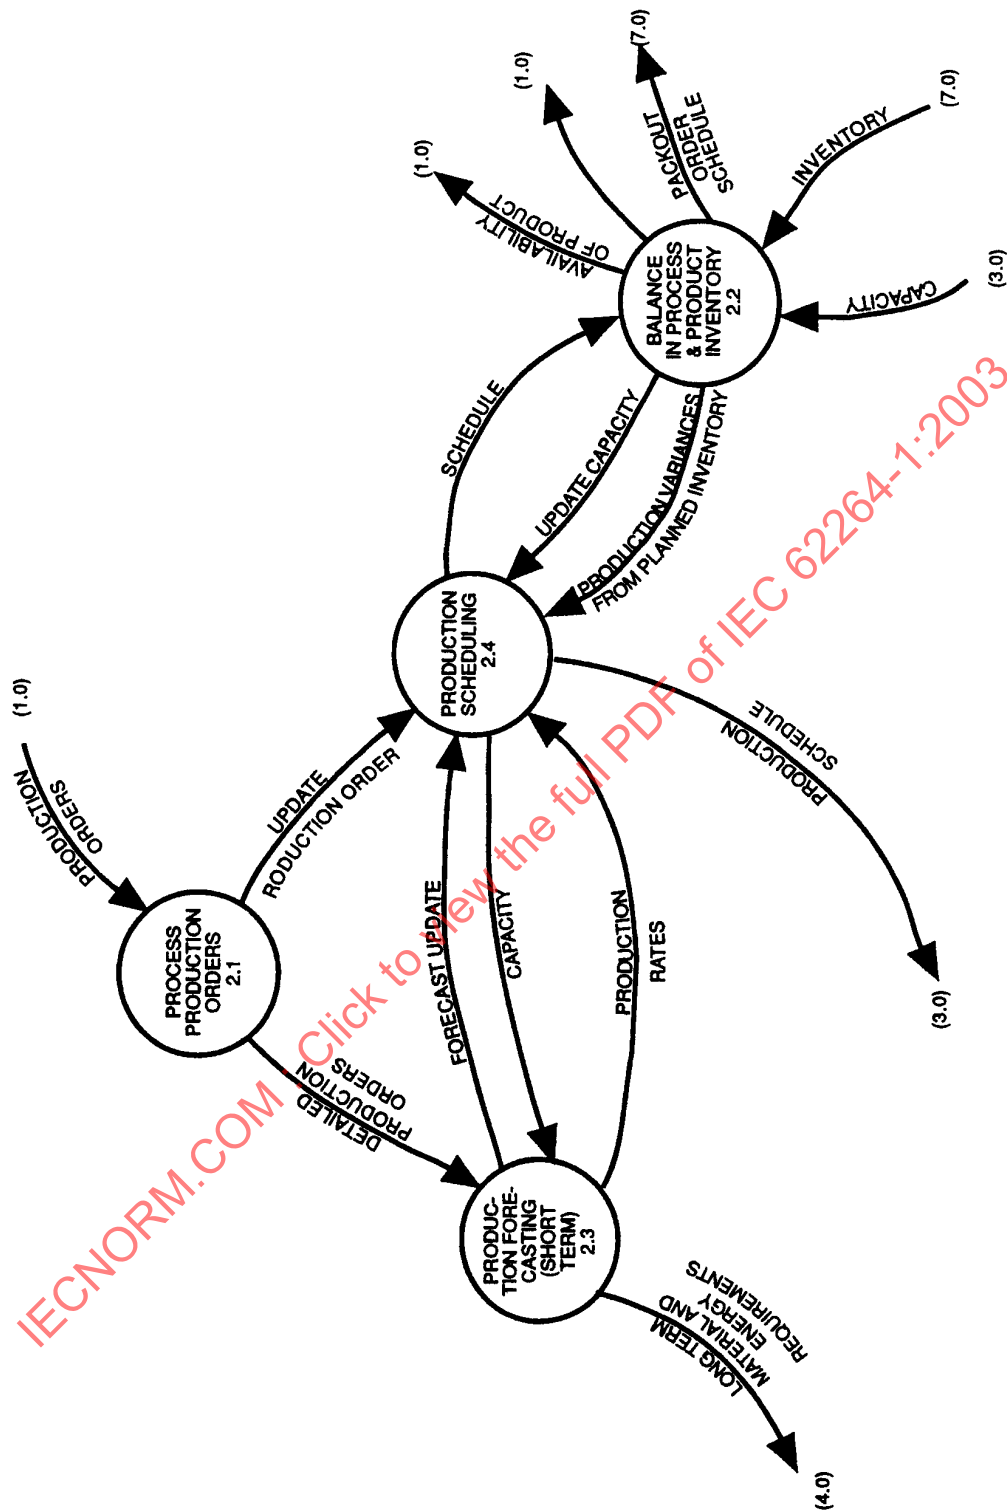 (1.0)
PRODUCTION
ORDERS
PROCESS
PRODUCTION
ORDERS
2.1
UPDATE
RODUCTION ORDER
DETAILED
PRODUCTION
ORDERS
PRODUC-
TION FORE-
CASTING
(SHORT
TERM)
2.3
FORECAST UPDATE
CAPACITY
PRODUCTION
RATES
LONG TERM
MATERIAL AND
ENERGY
REQUIREMENTS
(4.0)
PRODUCTION
SCHEDULING
2.4
PRODUCTION
SCHEDULE
(3.0)
SCHEDULE
UPDATE CAPACITY
PRODUCTION VARIANCES
FROM PLANNED INVENTORY
BALANCE
IN PROCESS
& PRODUCT
INVENTORY
2.2
AVAILABILITY
OF PRODUCT
(1.0)
(1.0)
PACKOUT
ORDER
SCHEDULE
(7.0)
INVENTORY
(7.0)
CAPACITY
(3.0)
IECNORM.COM : Click to view the full PDF of IEC 62264-1:2003